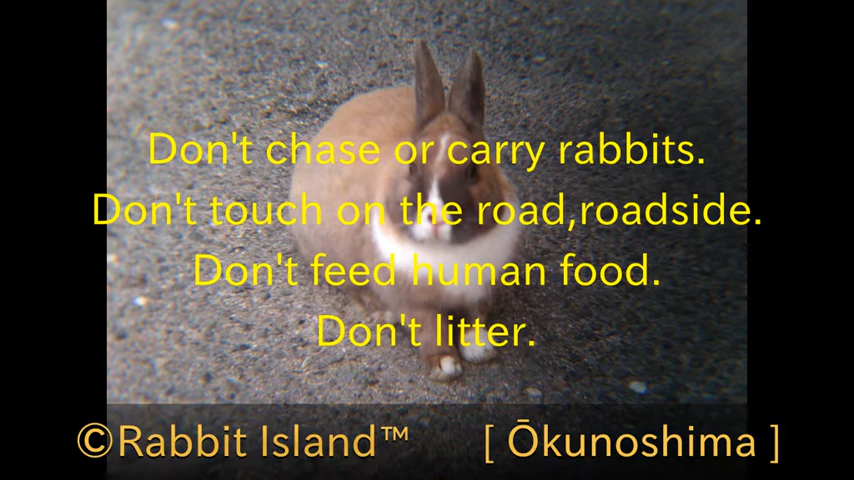 Don't chase or carry rabbits.
Don't touch on the road,roadside.
Don't feed human food.
Don't litter.
©Rabbit Island™ [ Ōkunoshima ]